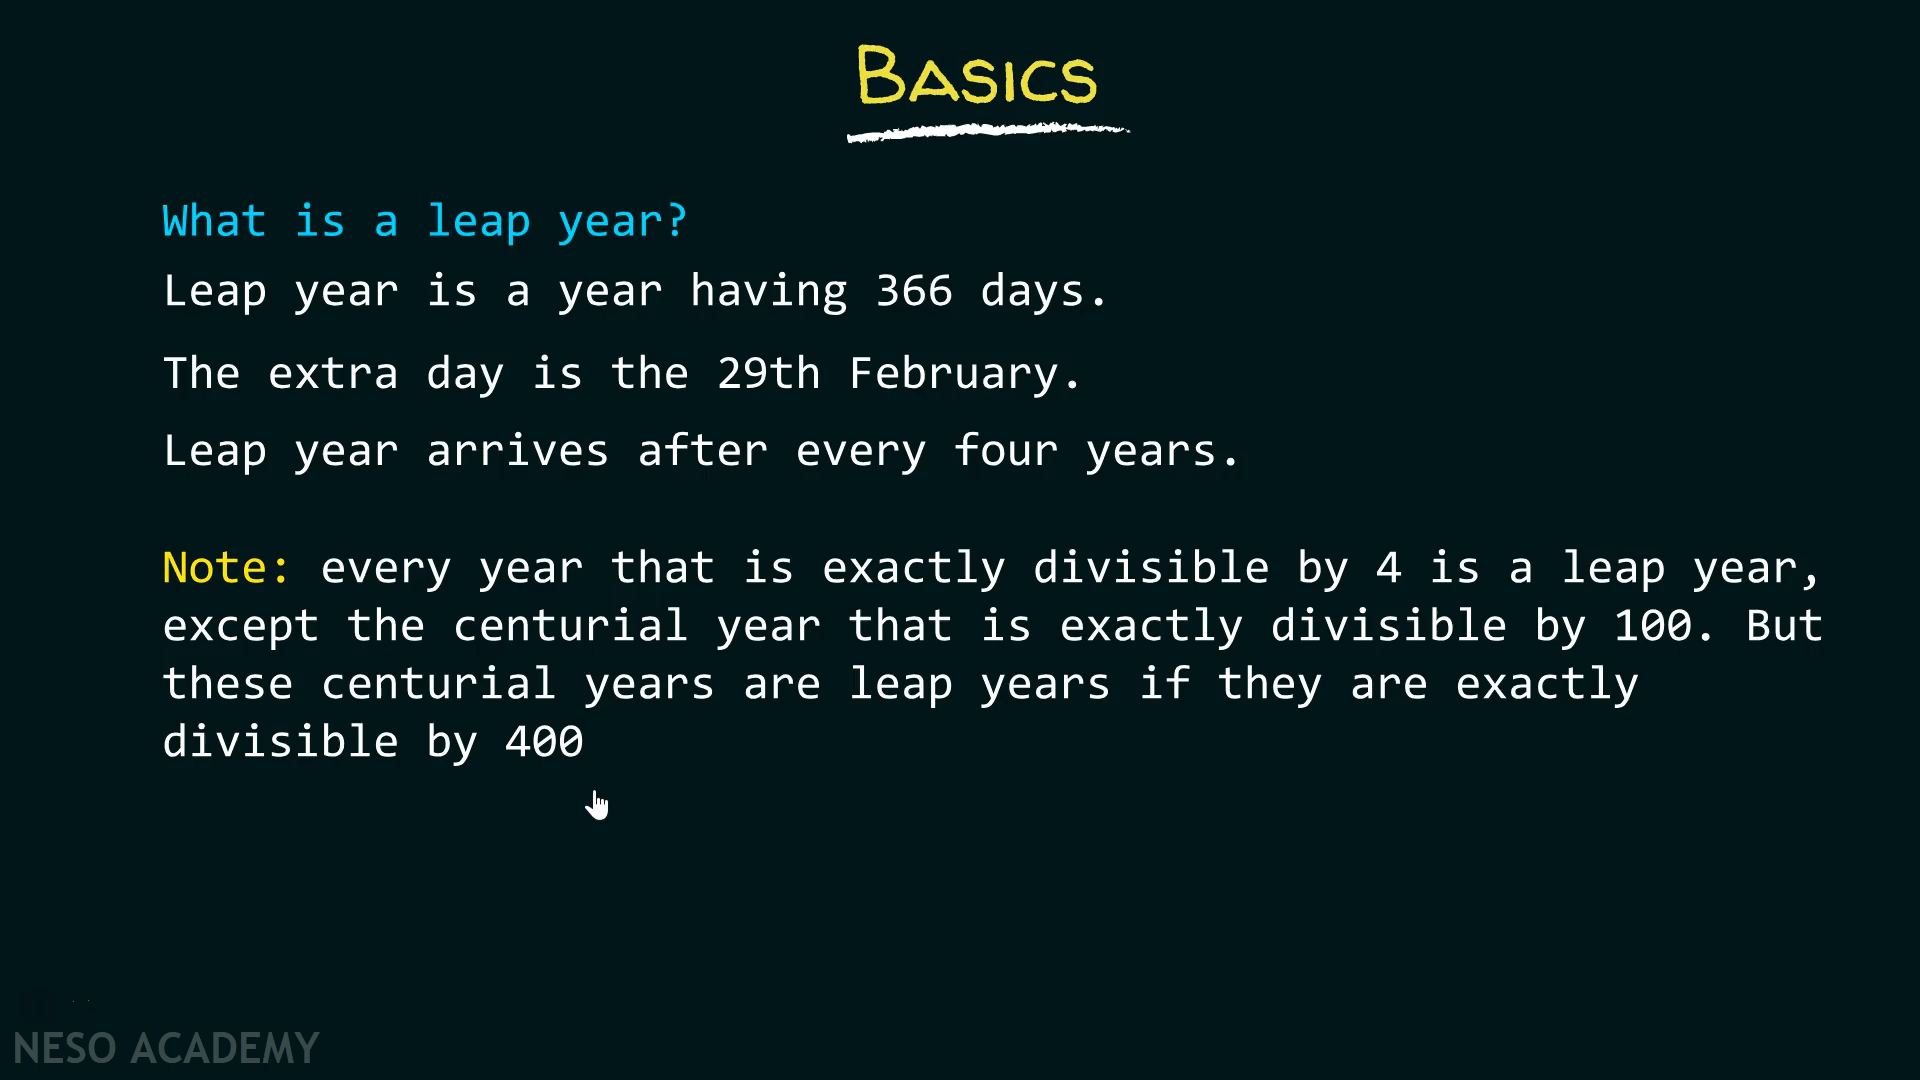 BASICS
What is a leap year?
Leap year is a year having 366 days.
The extra day is the 29th February.
Leap year arrives after every four years.
Note: every year that is exactly divisible by 4 is a leap year,
except the centurial year that is exactly divisible by 100. But
these centurial years are leap years if they are exactly
divisible by 400
NESO ACADEMY